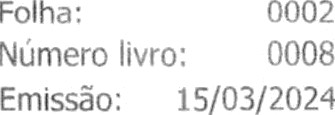 Folha: 0002
Número livro: 0008
Emissão: 15/03/2024